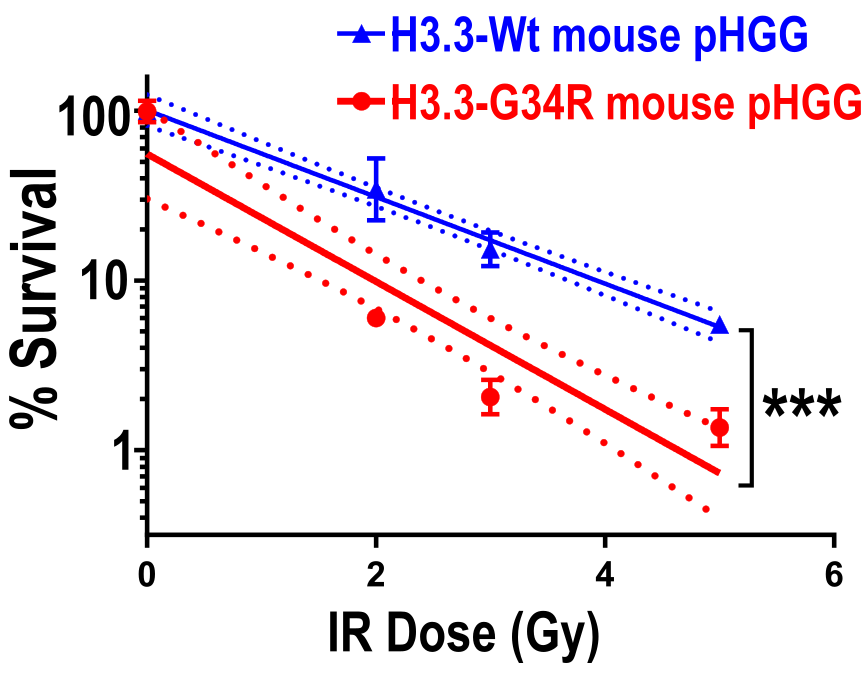 H3.3-Wt mouse pHGG
H3.3-G34R mouse pHGG
100
10
1
% Survival
***
0 2 4 6
IR Dose (Gy)